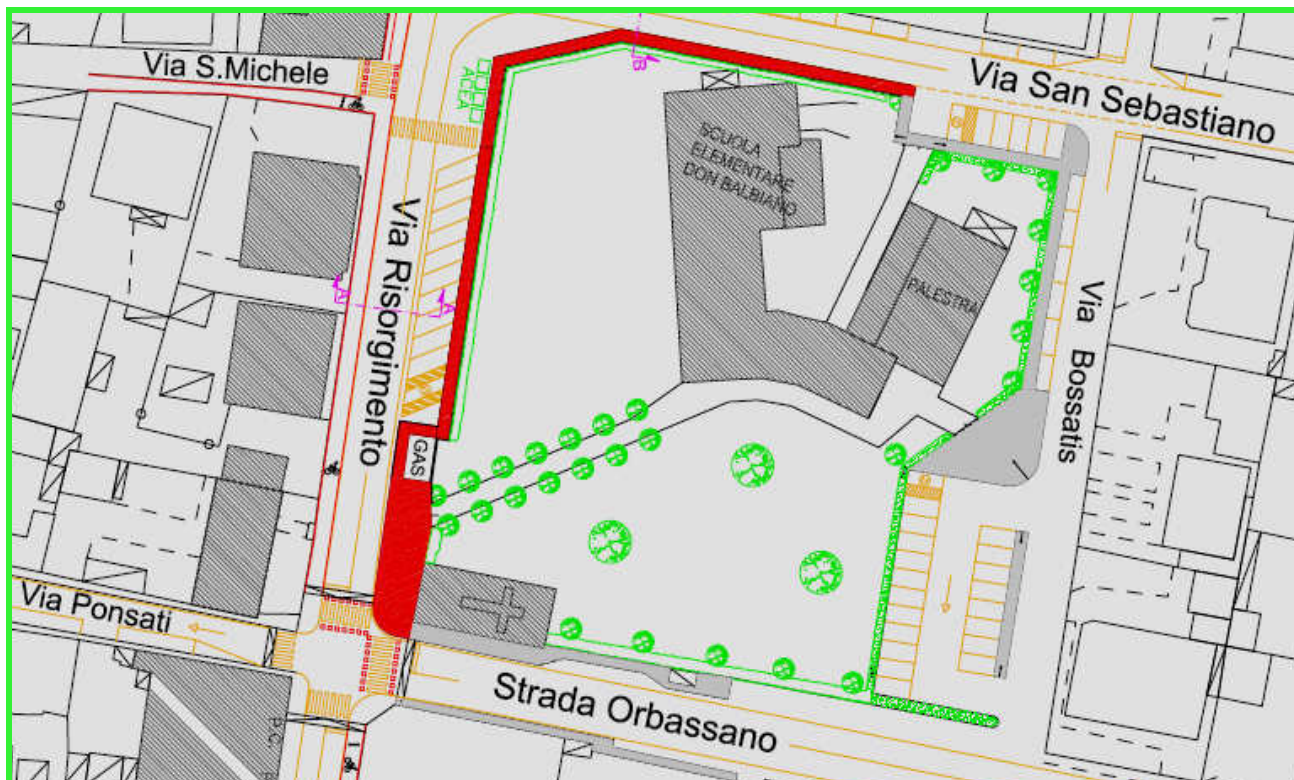 Via S.Michele
ACEA
B
Via San Sebastiano
SCUOLA
ELEMENTARE
DON BALBIANO
Via Risorgimento
A
A
PALESTRA
Via Bossatis
GAS
Via Ponsati
Strada Orbassano
P.C.